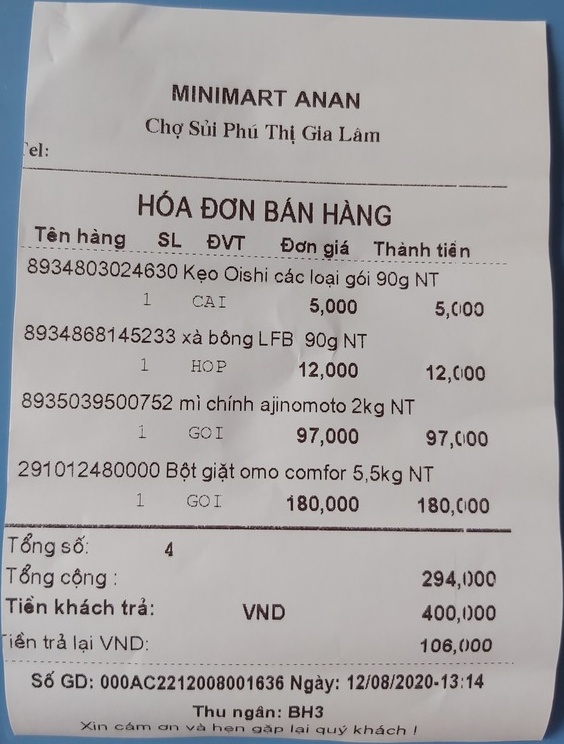 MINIMART ANAN
Chợ Sủi Phú Thị Gia Lâm
Tel:
HÓA ĐƠN BÁN HÀNG
Tên hàng SL ĐVT Đơn giá Thành tiền
8934803024630 Kẹo Oishi các loại gói 90g NT
1 CAI 5,000 5,000
8934868145233 xà bông LFB 90g NT
1 HOP 12,000 12,000
8935039500752 mì chính ajinomoto 2kg NT
1 GOI 97,000 97,000
291012480000 Bột giặt omo comfor 5,5kg NT
1 GOI 180,000 180,000
Tổng số: 4
Tổng cộng : 294,000
Tiền khách trả: VND 400,000
Tiền trả lại VND: 106,000
Số GD: 000AC2212008001636 Ngày: 12/08/2020-13:14
Thu ngân: BH3
Xin cám ơn và hẹn gặp lại quý khách !